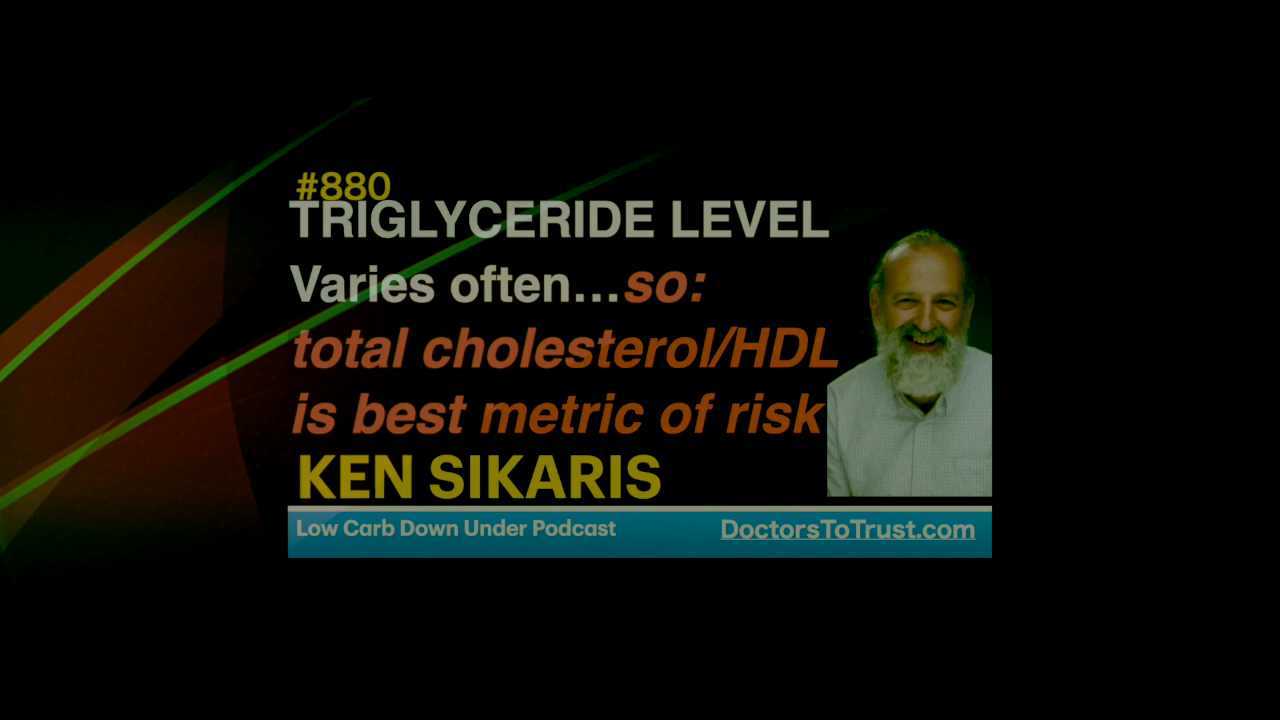 #880
TRIGLYCERIDE LEVEL
Varies often...so:
total cholesterol/HDL
is best metric of risk
KEN SIKARIS
Low Carb Down Under Podcast
DoctorsToTrust.com